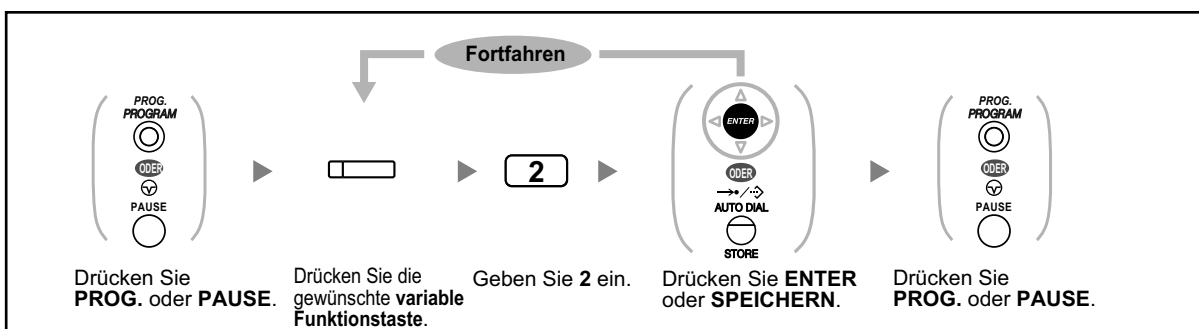 Fortfahren
PROG.
PROGRAM
ODER
PAUSE
2
ENTER
ODER
AUTO DIAL
STORE
PROG.
PROGRAM
ODER
PAUSE
Drücken Sie
PROG. oder PAUSE.
Drücken Sie die
gewünschte variable
Funktionstaste.
Geben Sie 2 ein.
Drücken Sie ENTER
oder SPEICHERN.
Drücken Sie
PROG. oder PAUSE.